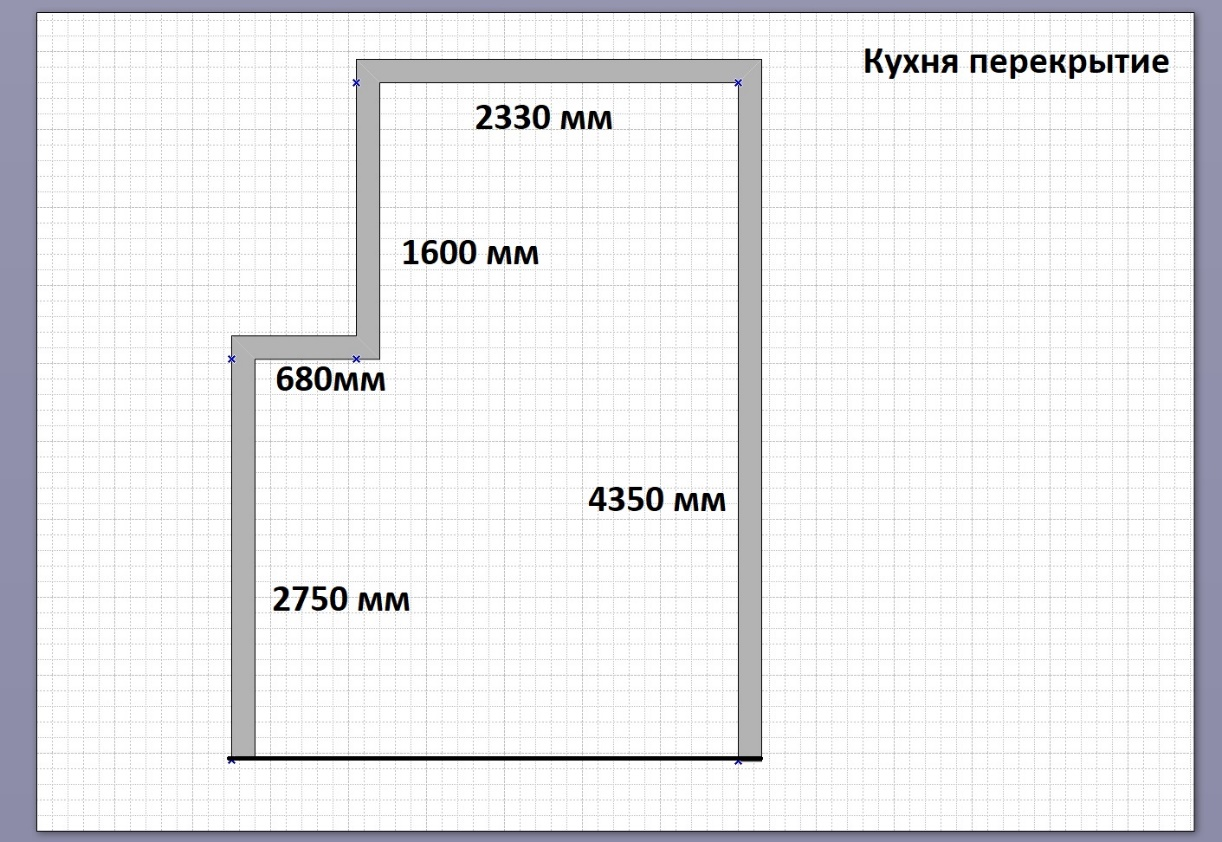 Кухня перекрытие
2330 мм
1600 мм
680мм
4350 мм
2750 мм